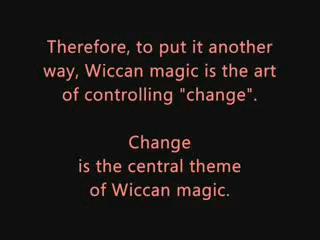 Therefore, to put it another
way, Wiccan magic is the art
of controlling "change".
Change
is the central theme
of Wiccan magic.